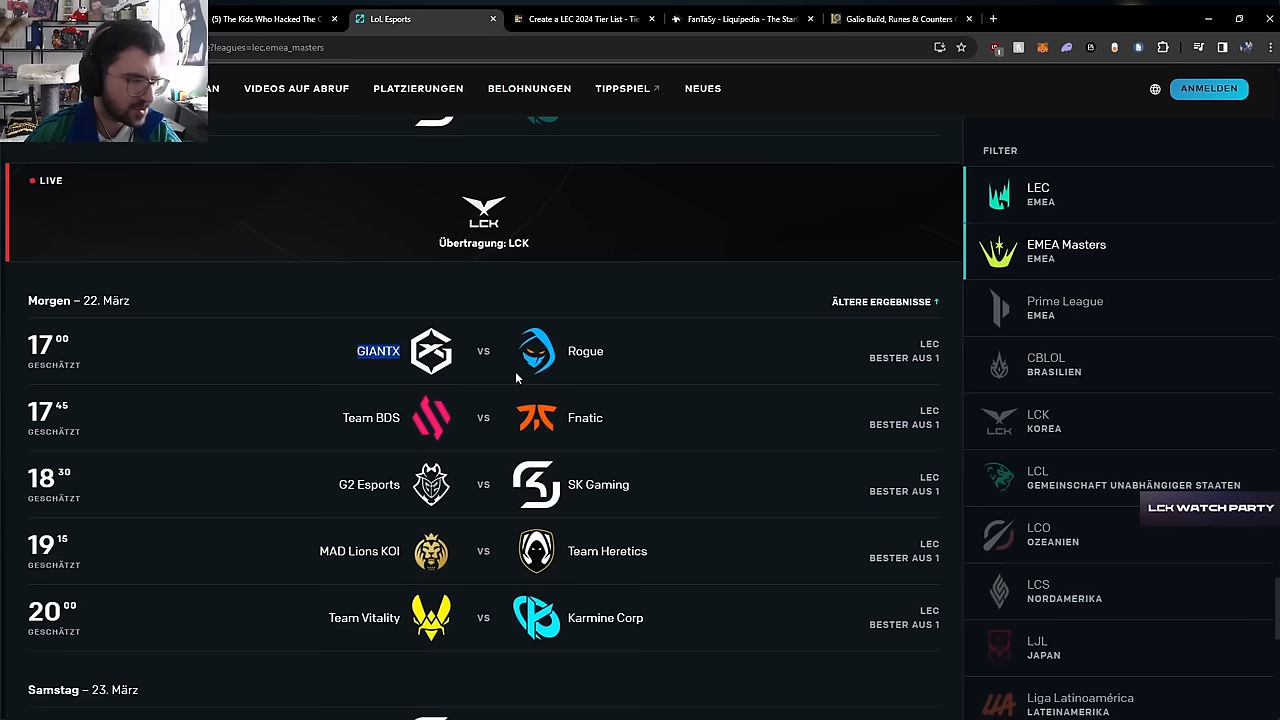 (5) The Kids Who Hacked The C
LoL Esports
Create a LEC 2024 Tier List - Tie
FanTaSy - Liquipedia - The Star
Galio Build, Runes & Counters
e?leagues=lec,emea_masters
AN
VIDEOS AUF ABRUF
PLATZIERUNGEN
BELOHNUNGEN
TIPPSPIEL
NEUES
ANMELDEN
LIVE
LCK
Übertragung: LCK
Morgen – 22. März
ÄLTERE ERGEBNISSE ↑
17 00
GESCHÄTZT
GIANTX
VS
Rogue
LEC
BESTER AUS 1
17 45
GESCHÄTZT
Team BDS
VS
Fnatic
LEC
BESTER AUS 1
18 30
GESCHÄTZT
G2 Esports
VS
SK Gaming
LEC
BESTER AUS 1
19 15
GESCHÄTZT
MAD Lions KOI
VS
Team Heretics
LEC
BESTER AUS 1
20 00
GESCHÄTZT
Team Vitality
VS
Karmine Corp
LEC
BESTER AUS 1
Samstag – 23. März
FILTER
LEC
EMEA
EMEA Masters
EMEA
Prime League
EMEA
CBLOL
BRASILIEN
LCK
LCK
KOREA
LCL
GEMEINSCHAFT UNABHÄNGIGER STAATEN
LCK WATCH PARTY
LCO
OZEANIEN
LCS
NORDAMERIKA
LJL
JAPAN
Liga Latinoamérica
LATEINAMERIKA